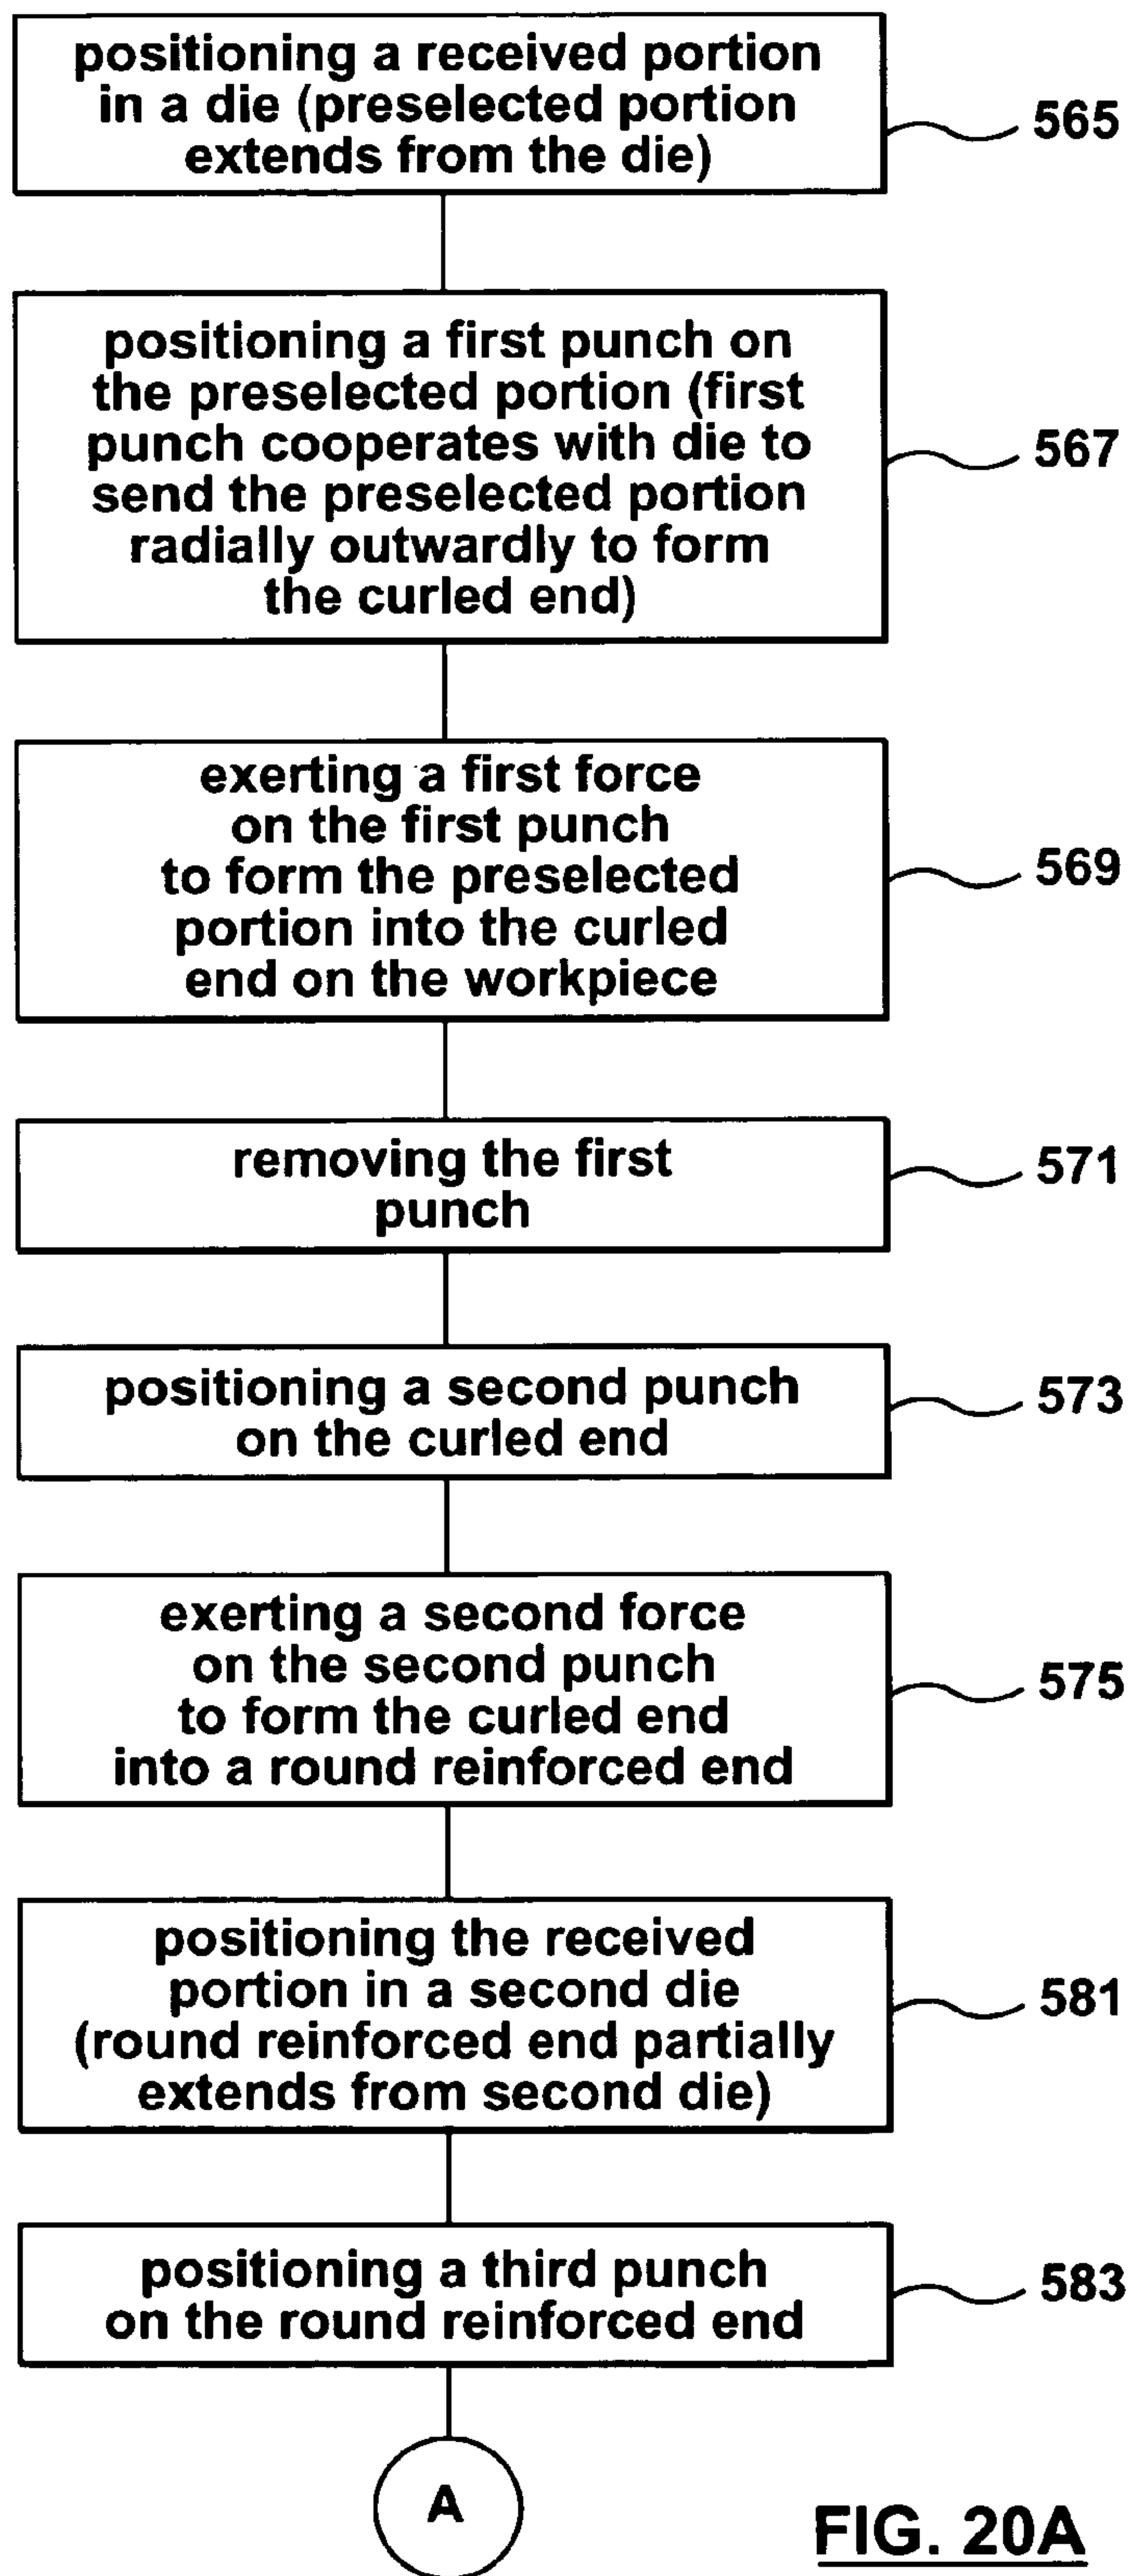 positioning a received portion
in a die (preselected portion
extends from the die)
565
positioning a first punch on
the preselected portion (first
punch cooperates with die to
send the preselected portion
radially outwardly to form
the curled end)
567
exerting a first force
on the first punch
to form the preselected
portion into the curled
end on the workpiece
569
removing the first
punch
571
positioning a second punch
on the curled end
573
exerting a second force
on the second punch
to form the curled end
into a round reinforced end
575
positioning the received
portion in a second die
(round reinforced end partially
extends from second die)
581
positioning a third punch
on the round reinforced end
583
A
FIG. 20A